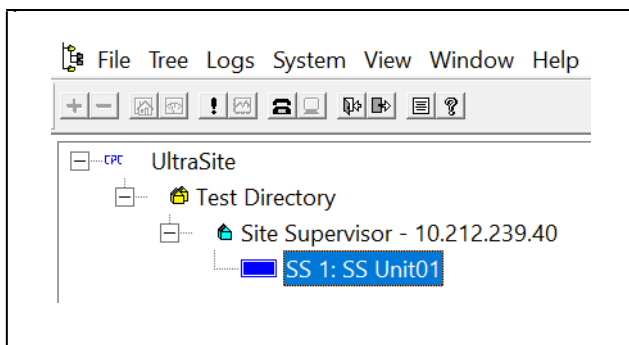 File Tree Logs System View Window Help
CPC UltraSite
Test Directory
Site Supervisor - 10.212.239.40
SS 1: SS Unit01